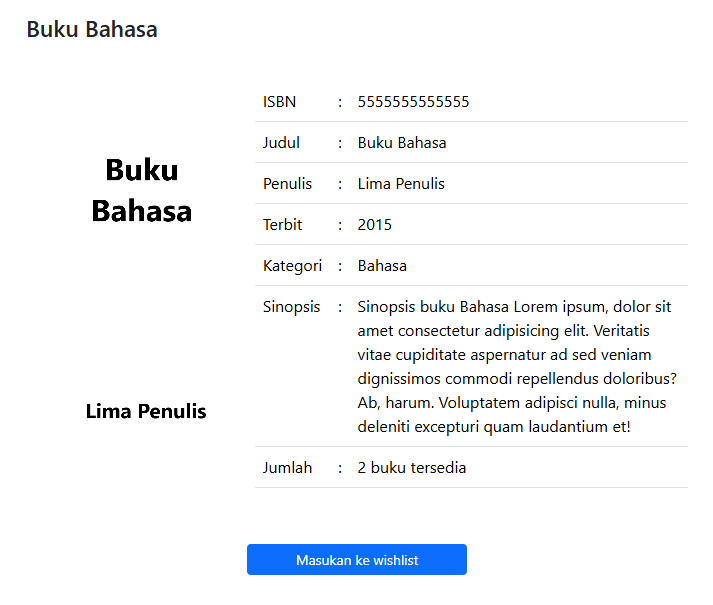 Buku Bahasa
Buku
Bahasa
Lima Penulis
ISBN : 5555555555555
Judul : Buku Bahasa
Penulis : Lima Penulis
Terbit : 2015
Kategori : Bahasa
Sinopsis : Sinopsis buku Bahasa Lorem ipsum, dolor sit
amet consectetur adipisicing elit. Veritatis
vitae cupiditate aspernatur ad sed veniam
dignissimos commodi repellendus doloribus?
Ab, harum. Voluptatem adipisci nulla, minus
deleniti excepturi quam laudantium et!
Jumlah : 2 buku tersedia
Masukan ke wishlist